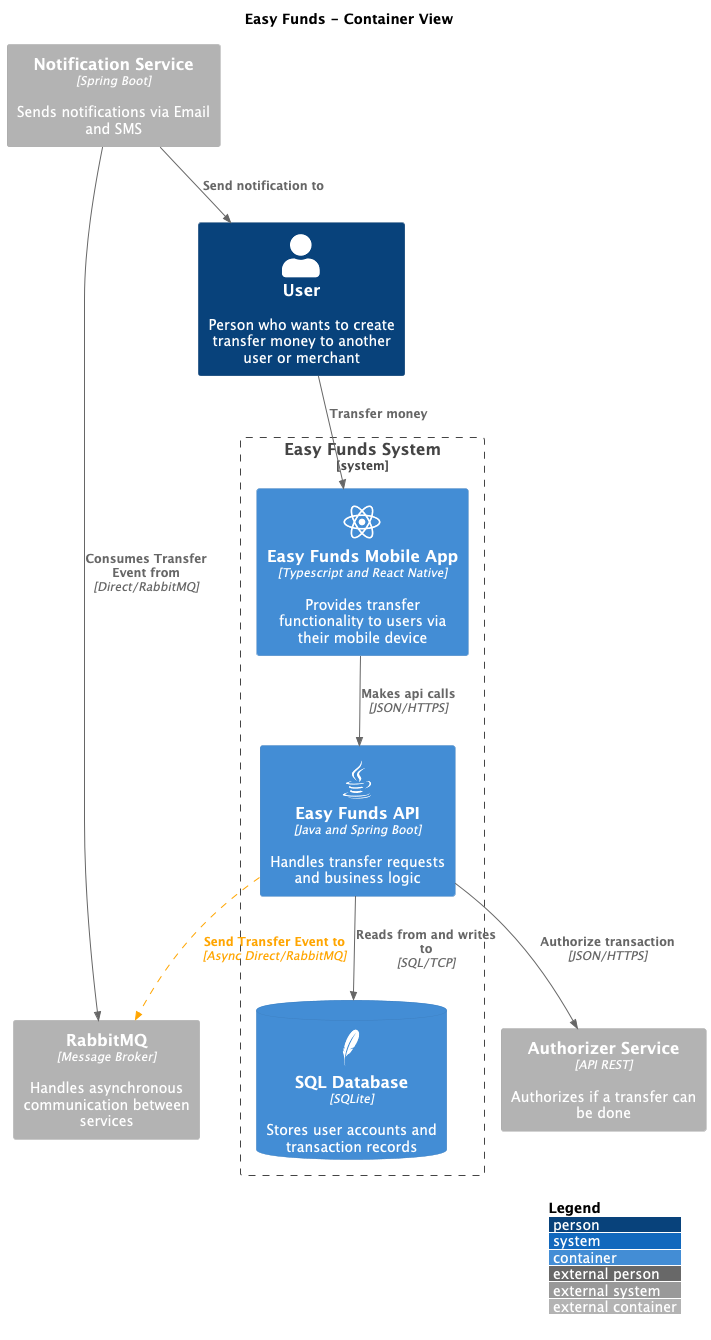 Easy Funds - Container View
Notification Service
[Spring Boot]
Sends notifications via Email
and SMS
Send notification to
User
Person who wants to create
transfer money to another
user or merchant
Transfer money
Easy Funds System
[system]
Easy Funds Mobile App
[Typescript and React Native]
Provides transfer
functionality to users via
their mobile device
Consumes Transfer
Event from
[Direct/RabbitMQ]
Makes api calls
[JSON/HTTPS]
Easy Funds API
[Java and Spring Boot]
Handles transfer requests
and business logic
Send Transfer Event to
[Async Direct/RabbitMQ]
Reads from and writes
to
[SQL/TCP]
Authorize transaction
[JSON/HTTPS]
RabbitMQ
[Message Broker]
Handles asynchronous
communication between
services
SQL Database
[SQLite]
Stores user accounts and
transaction records
Authorizer Service
[API REST]
Authorizes if a transfer can
be done
Legend
person
system
container
external person
external system
external container